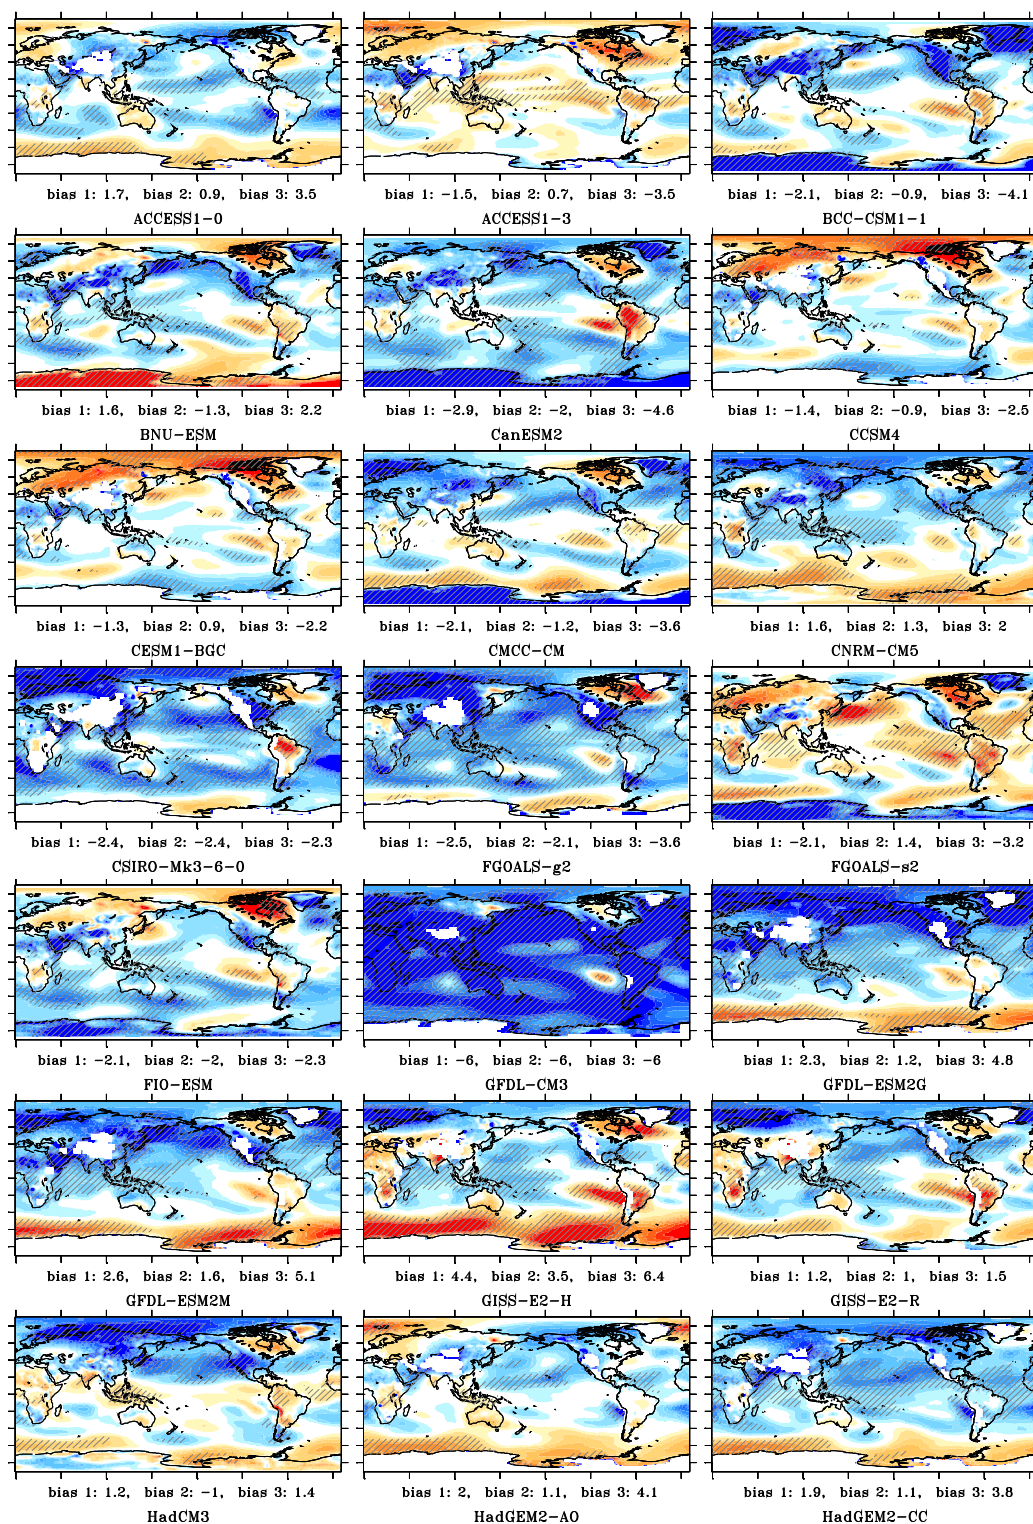 bias 1: 1.7, bias 2: 0.9, bias 3: 3.5
bias 1: −1.5, bias 2: 0.7, bias 3: −3.5
bias 1: −2.1, bias 2: −0.9, bias 3: −4.1
ACCESS1−0
ACCESS1−3
BCC−CSM1−1
bias 1: 1.6, bias 2: −1.3, bias 3: 2.2
bias 1: −2.9, bias 2: −2, bias 3: −4.6
bias 1: −1.4, bias 2: −0.9, bias 3: −2.5
BNU−ESM
CanESM2
CCSM4
bias 1: −1.3, bias 2: 0.9, bias 3: −2.2
bias 1: −2.1, bias 2: −1.2, bias 3: −3.6
bias 1: 1.6, bias 2: 1.3, bias 3: 2
CESM1−BGC
CMCC−CM
CNRM−CM5
bias 1: −2.4, bias 2: −2.4, bias 3: −2.3
bias 1: −2.5, bias 2: −2.1, bias 3: −3.6
bias 1: −2.1, bias 2: 1.4, bias 3: −3.2
CSIRO−Mk3−6−0
FGOALS−g2
FGOALS−s2
bias 1: −2.1, bias 2: −2, bias 3: −2.3
bias 1: −6, bias 2: −6, bias 3: −6
bias 1: 2.3, bias 2: 1.2, bias 3: 4.8
FIO−ESM
GFDL−CM3
GFDL−ESM2G
bias 1: 2.6, bias 2: 1.6, bias 3: 5.1
bias 1: 4.4, bias 2: 3.5, bias 3: 6.4
bias 1: 1.2, bias 2: 1, bias 3: 1.5
GFDL−ESM2M
GISS−E2−H
GISS−E2−R
bias 1: 1.2, bias 2: −1, bias 3: 1.4
bias 1: 2, bias 2: 1.1, bias 3: 4.1
bias 1: 1.9, bias 2: 1.1, bias 3: 3.8
HadCM3
HadGEM2−AO
HadGEM2−CC